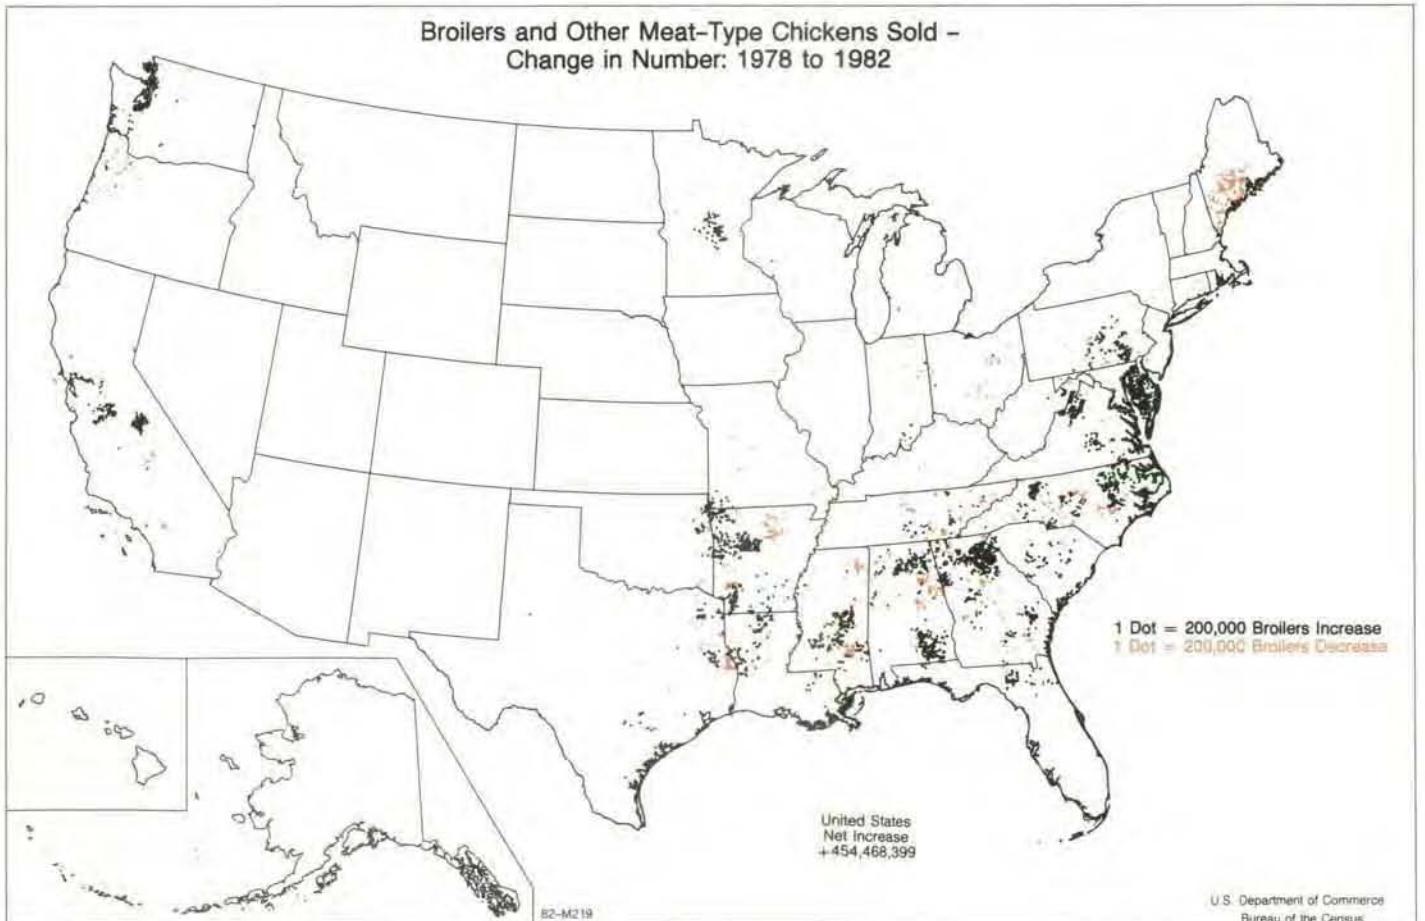 Broilers and Other Meat-Type Chickens Sold –
Change in Number: 1978 to 1982
1 Dot = 200,000 Broilers Increase
1 Dot = 200,000 Broilers Decrease
United States
Net Increase
+454,468,399
82-M219
U.S. Department of Commerce
Bureau of the Census